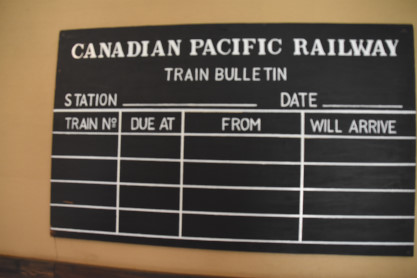 CANADIAN PACIFIC RAILWAY
TRAIN BULLETIN
STATION DATE
TRAIN Nº DUE AT FROM WILL ARRIVE